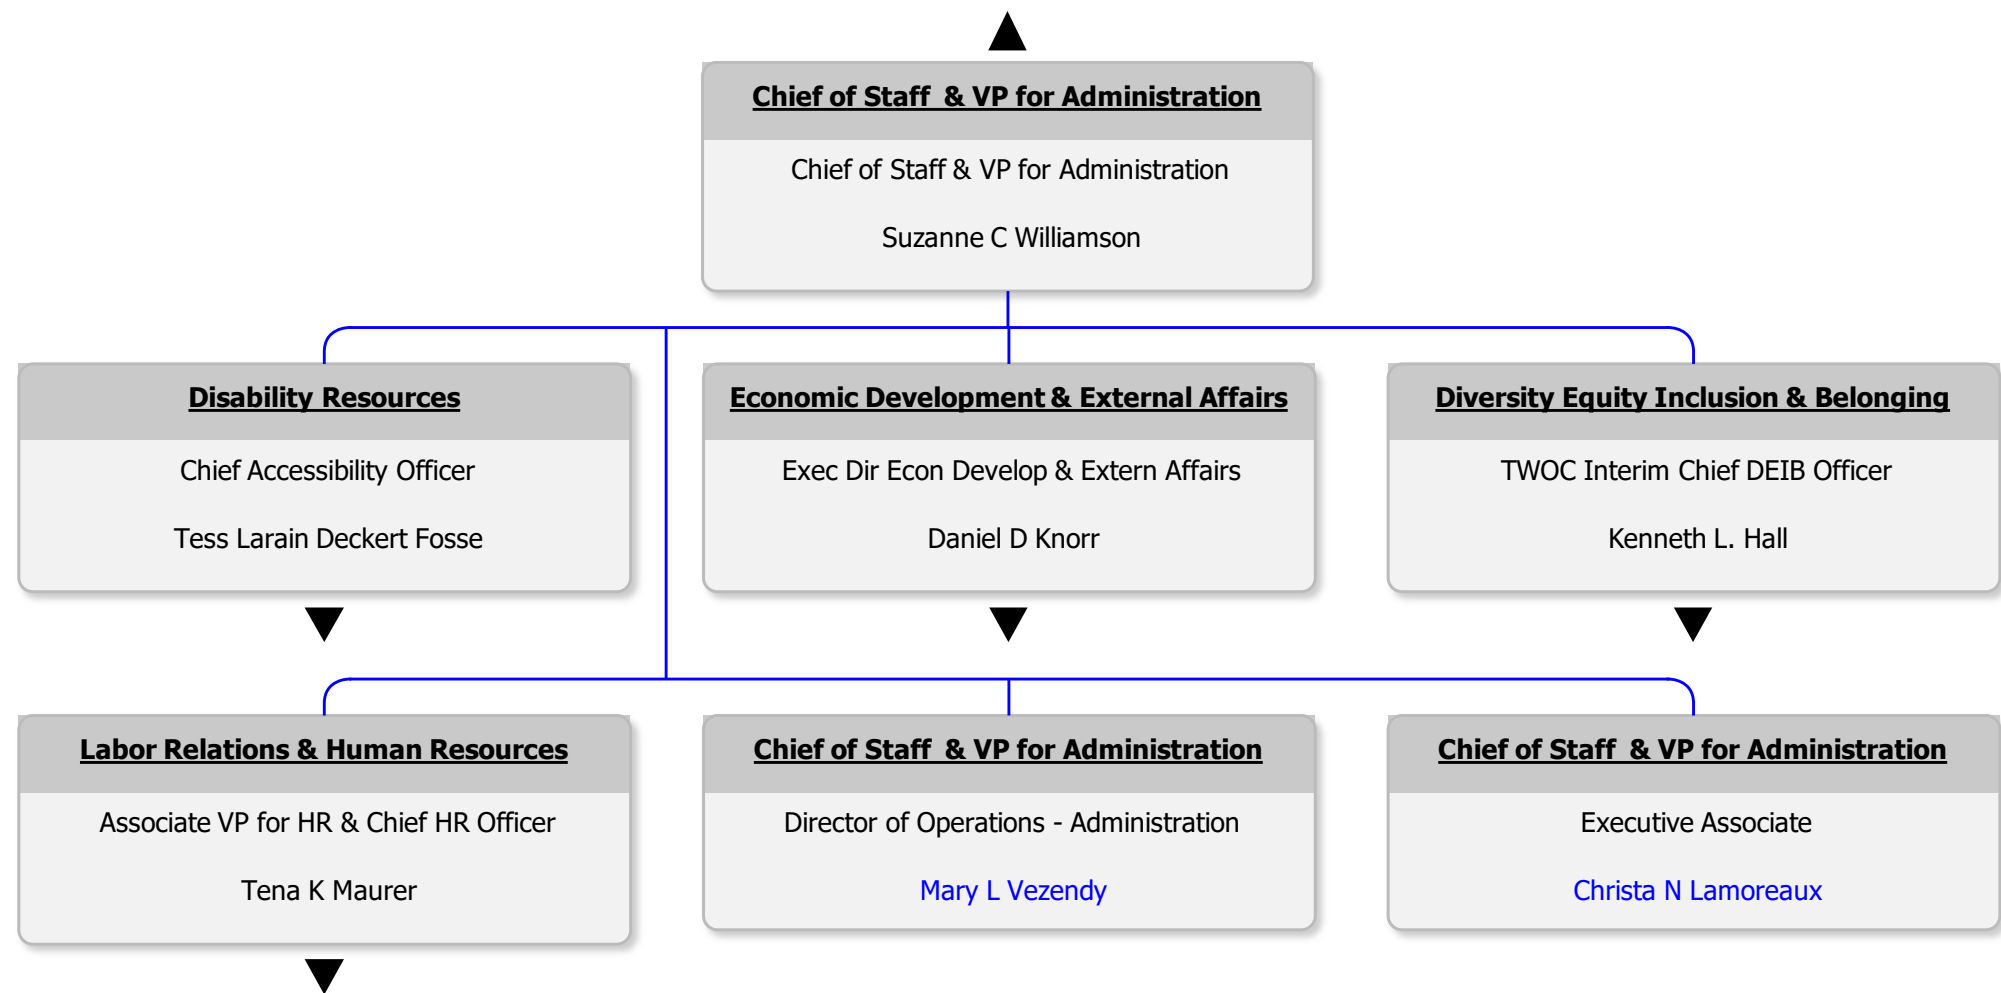 Chief of Staff & VP for Administration
Chief of Staff & VP for Administration
Suzanne C Williamson
Disability Resources
Chief Accessibility Officer
Tess Larain Deckert Fosse
Economic Development & External Affairs
Exec Dir Econ Develop & Extern Affairs
Daniel D Knorr
Diversity Equity Inclusion & Belonging
TWOC Interim Chief DEIB Officer
Kenneth L. Hall
Labor Relations & Human Resources
Associate VP for HR & Chief HR Officer
Tena K Maurer
Chief of Staff & VP for Administration
Director of Operations - Administration
Mary L Vezendy
Chief of Staff & VP for Administration
Executive Associate
Christa N Lamoreaux